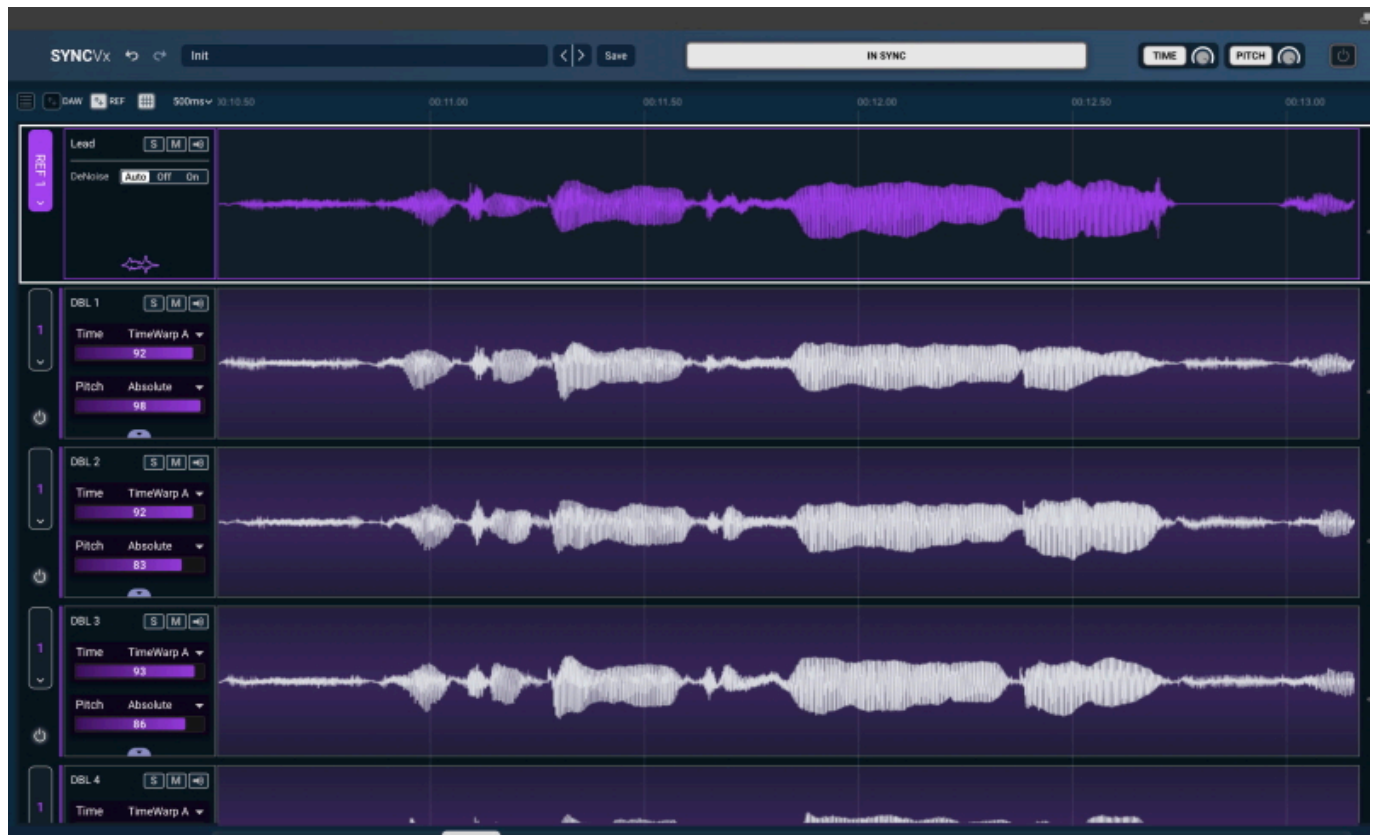 SYNCVx Init Save IN SYNC TIME PITCH
DAW REF 500ms 00:11.00 00:11.50 00:12.00 00:12.50 00:13.00
REF 1
Lead S M
DeNoise Auto Off On
DBL 1 S M
1
Time TimeWarp A
92
Pitch Absolute
98
DBL 2 S M
1
Time TimeWarp A
92
Pitch Absolute
83
DBL 3 S M
1
Time TimeWarp A
93
Pitch Absolute
86
DBL 4 S M
1
Time TimeWarp A